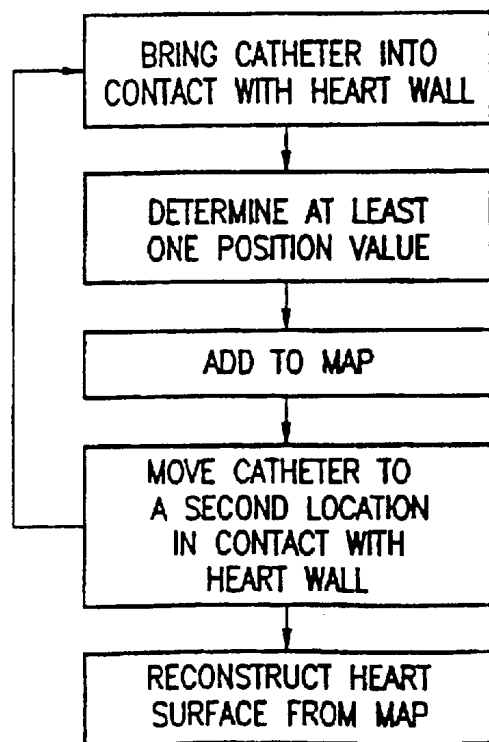 BRING CATHETER INTO
CONTACT WITH HEART WALL
DETERMINE AT LEAST
ONE POSITION VALUE
ADD TO MAP
MOVE CATHETER TO
A SECOND LOCATION
IN CONTACT WITH
HEART WALL
RECONSTRUCT HEART
SURFACE FROM MAP